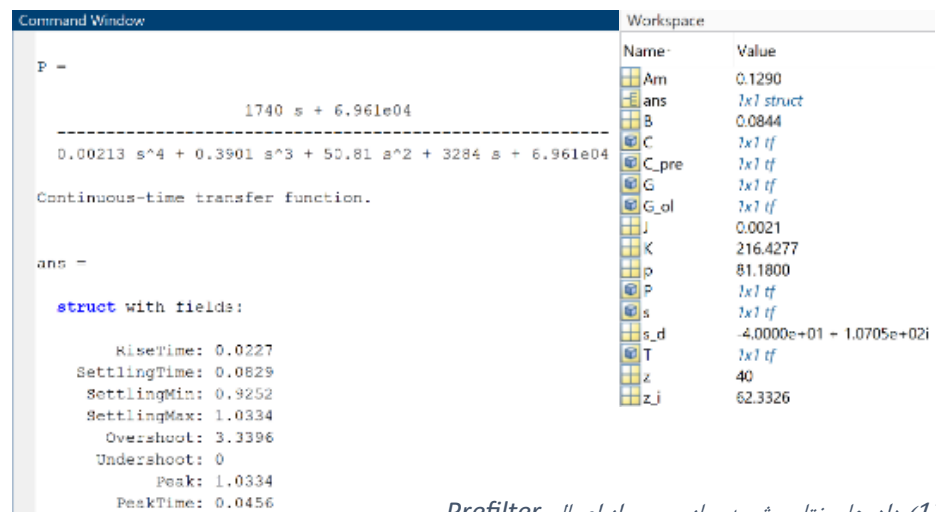 Command Window
P =
1740 s + 6.961e04
-------------------------------------------------------
0.00213 s^4 + 0.3901 s^3 + 50.81 s^2 + 3284 s + 6.961e04
Continuous-time transfer function.
ans =
struct with fields:
RiseTime: 0.0227
SettlingTime: 0.0829
SettlingMin: 0.9252
SettlingMax: 1.0334
Overshoot: 3.3396
Undershoot: 0
Peak: 1.0334
PeakTime: 0.0456
Workspace
Name Value
Am 0.1290
ans 1x1 struct
B 0.0844
C 1x1 tf
C_pre 1x1 tf
G 1x1 tf
G_ol 1x1 tf
J 0.0021
K 216.4277
p 81.1800
P 1x1 tf
s 1x1 tf
s_d -4.0000e+01 + 1.0705e+02i
T 1x1 tf
z 40
z_i 62.3326
Prefilter